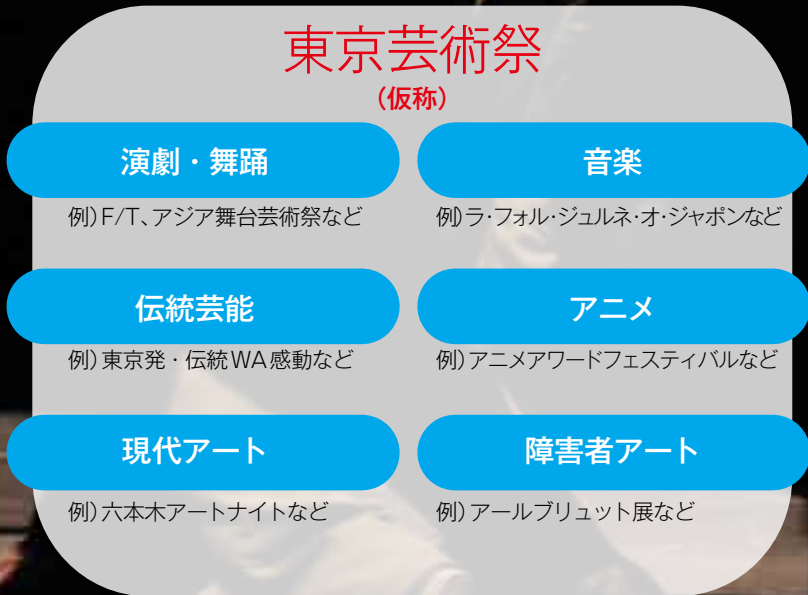 東京芸術祭
（仮称）
演劇・舞踊
音楽
例）F/T、アジア舞台芸術祭など
例）ラ・フォル・ジュルネ・オ・ジャポンなど
伝統芸能
アニメ
例）東京発・伝統WA感動など
例）アニメアワードフェスティバルなど
現代アート
障害者アート
例）六本木アートナイトなど
例）アールブリュット展など